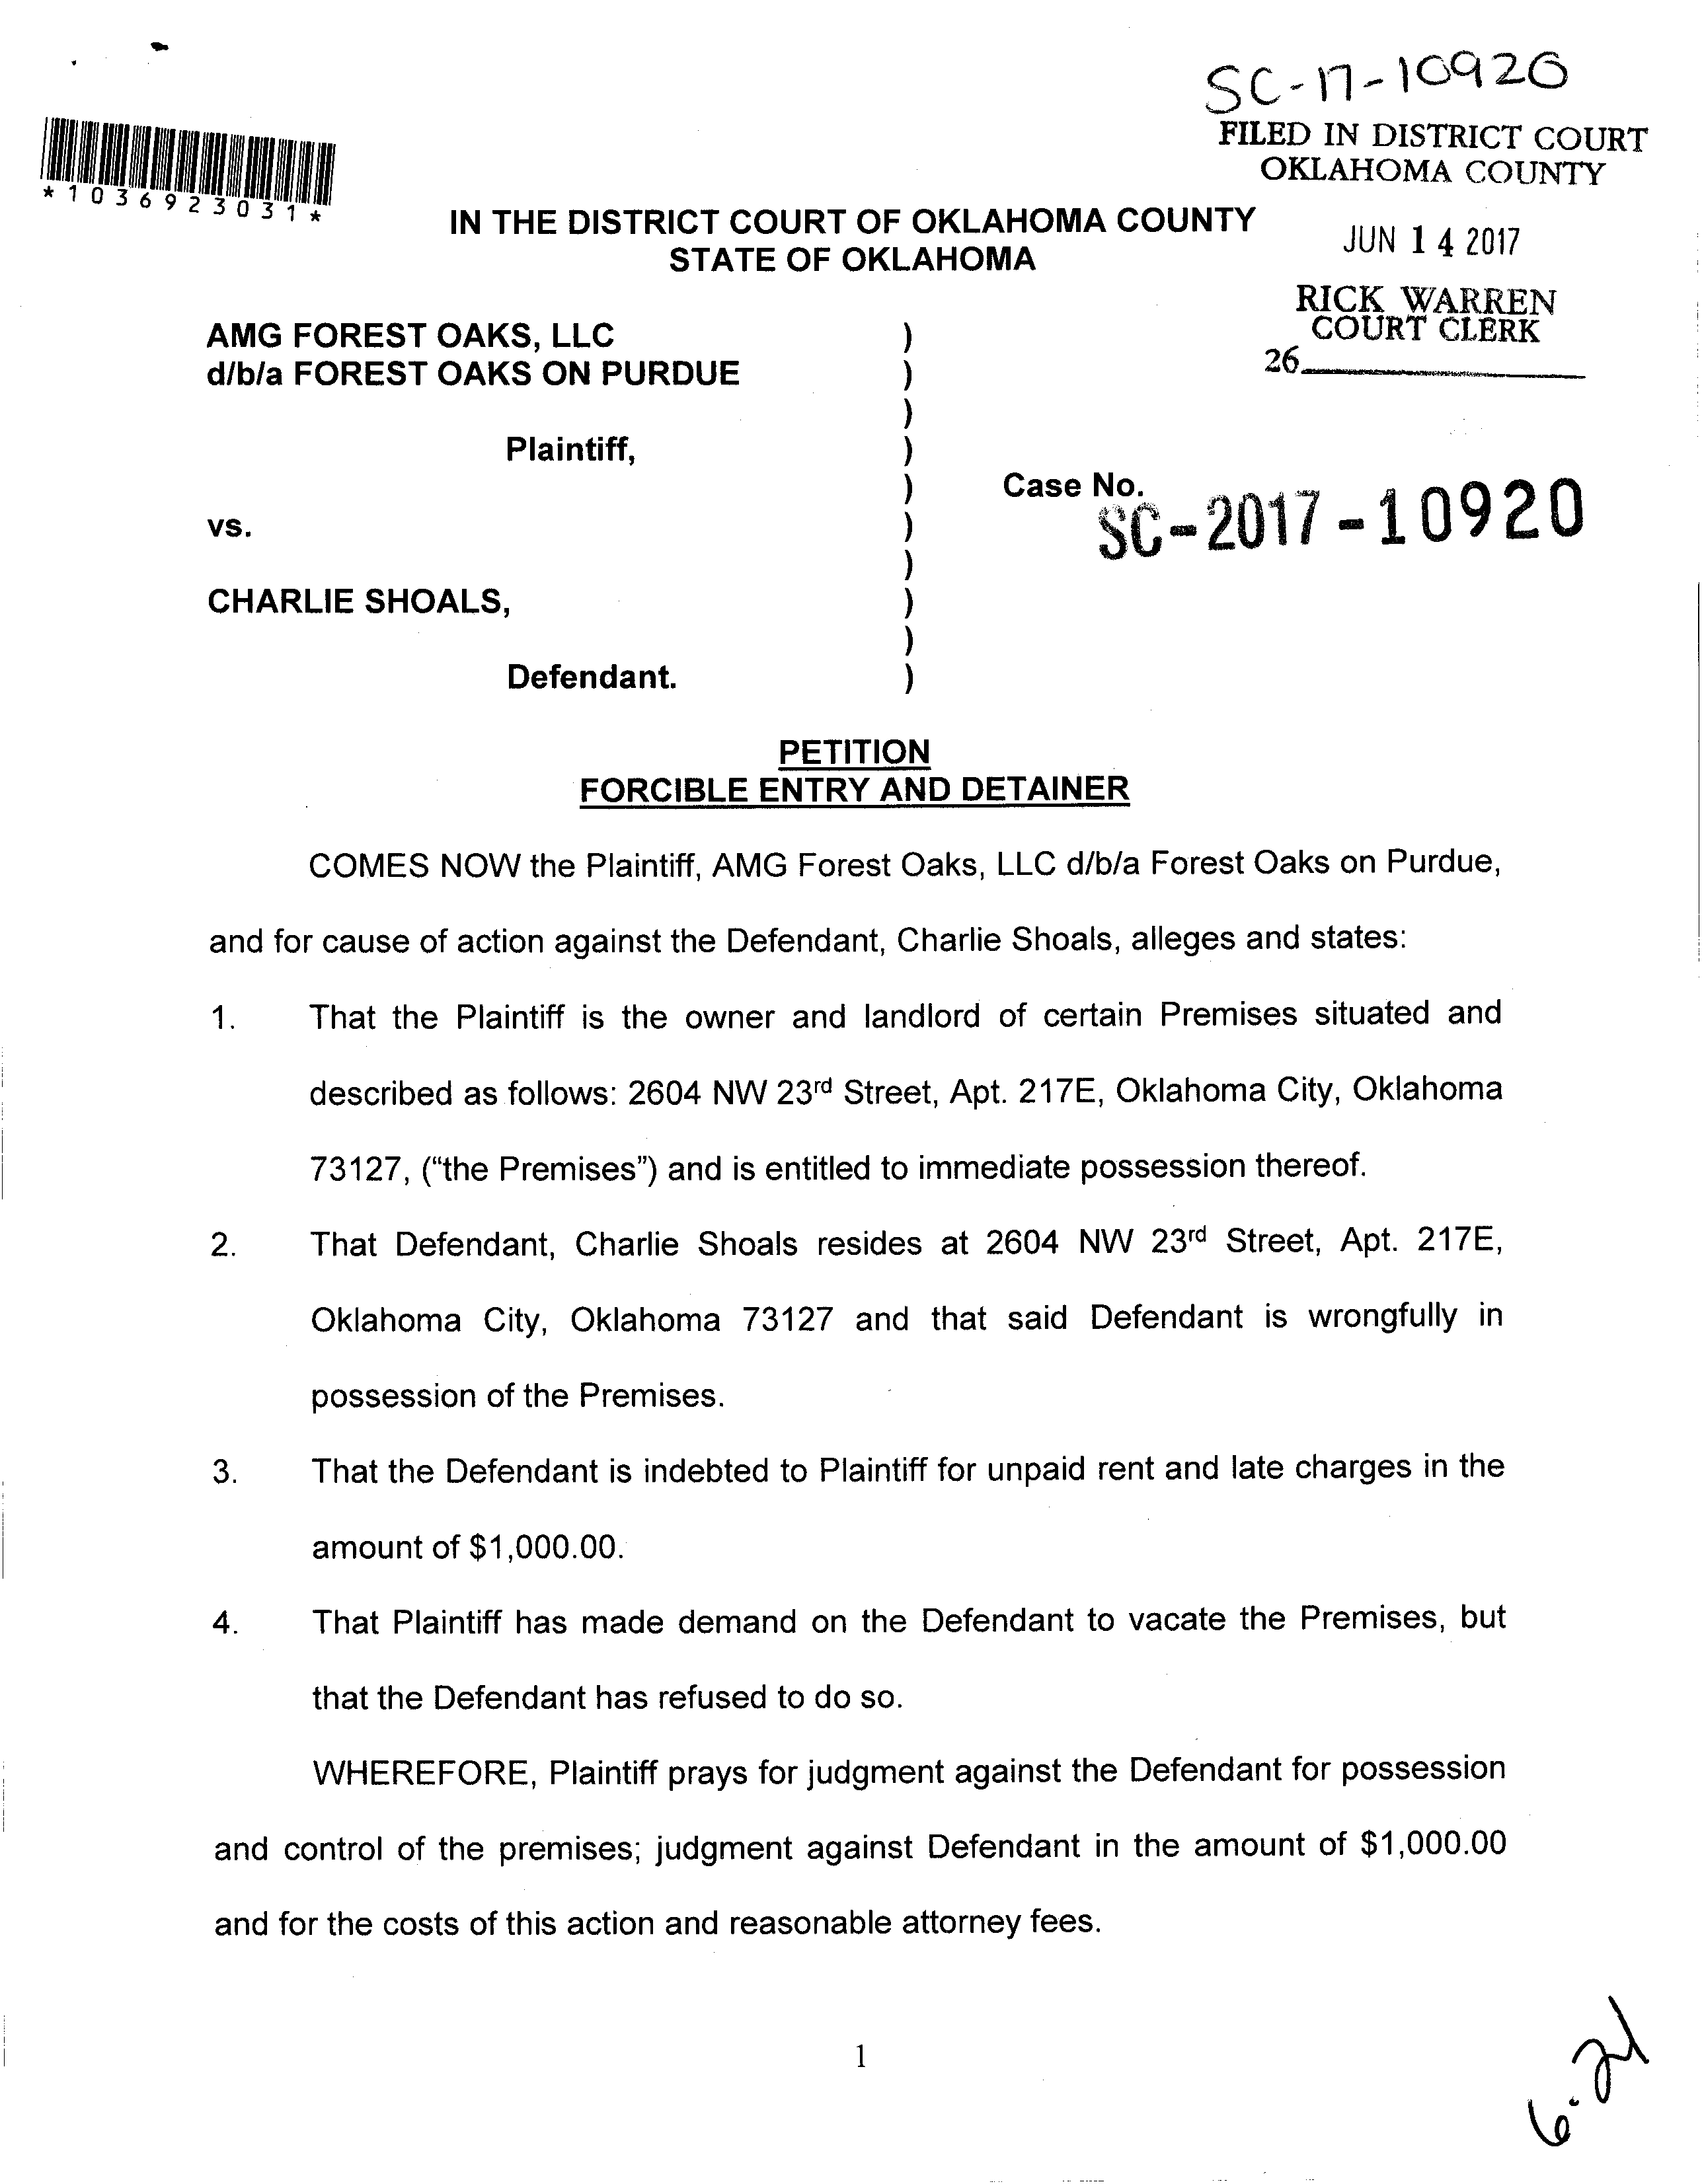 SC-17-10920
FILED IN DISTRICT COURT
OKLAHOMA COUNTY
*1036923031*
IN THE DISTRICT COURT OF OKLAHOMA COUNTY
STATE OF OKLAHOMA
JUN 14 2017
RICK WARREN
COURT CLERK
26
AMG FOREST OAKS, LLC )
d/b/a FOREST OAKS ON PURDUE )
)
Plaintiff, )
) Case No. SC-2017-10920
vs. )
)
CHARLIE SHOALS, )
)
Defendant. )
PETITION
FORCIBLE ENTRY AND DETAINER
COMES NOW the Plaintiff, AMG Forest Oaks, LLC d/b/a Forest Oaks on Purdue,
and for cause of action against the Defendant, Charlie Shoals, alleges and states:
1. That the Plaintiff is the owner and landlord of certain Premises situated and
described as follows: 2604 NW 23rd Street, Apt. 217E, Oklahoma City, Oklahoma
73127, (“the Premises”) and is entitled to immediate possession thereof.
2. That Defendant, Charlie Shoals resides at 2604 NW 23rd Street, Apt. 217E,
Oklahoma City, Oklahoma 73127 and that said Defendant is wrongfully in
possession of the Premises.
3. That the Defendant is indebted to Plaintiff for unpaid rent and late charges in the
amount of $1,000.00.
4. That Plaintiff has made demand on the Defendant to vacate the Premises, but
that the Defendant has refused to do so.
WHEREFORE, Plaintiff prays for judgment against the Defendant for possession
and control of the premises; judgment against Defendant in the amount of $1,000.00
and for the costs of this action and reasonable attorney fees.
1
6-21